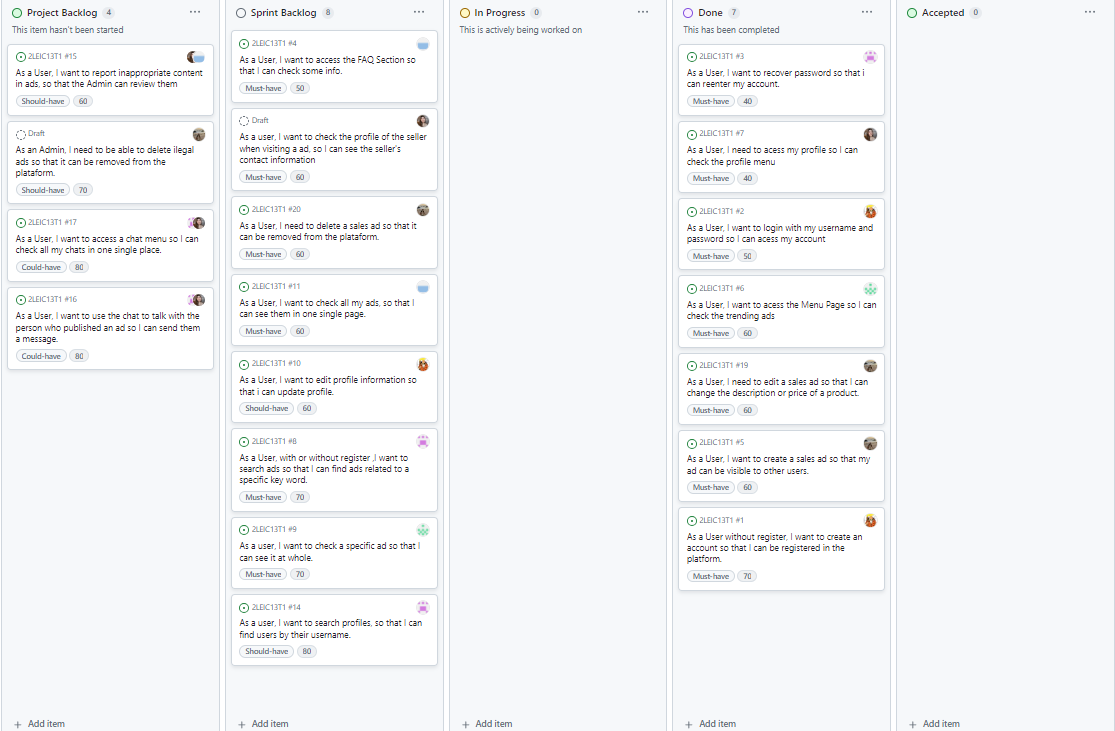 Project Backlog 4 ...
This item hasn't been started
2LEIC13T1 #15
As a User, I want to report inappropriate content
in ads, so that the Admin can review them
Should-have 60
Draft
As an Admin, I need to be able to delete ilegal
ads so that it can be removed from the
plataform.
Should-have 70
2LEIC13T1 #17
As a User, I want to access a chat menu so I can
check all my chats in one single place.
Could-have 80
2LEIC13T1 #16
As a User, I want to use the chat to talk with the
person who published an ad so I can send them
a message.
Could-have 80
+ Add item
Sprint Backlog 8 ...
2LEIC13T1 #4
As a User, I want to access the FAQ Section so
that I can check some info.
Must-have 50
Draft
As a user, I want to check the profile of the seller
when visiting a ad, so I can see the seller's
contact information
Must-have 60
2LEIC13T1 #20
As a User, I need to delete a sales ad so that it
can be removed from the plataform.
Must-have 60
2LEIC13T1 #11
As a User, I want to check all my ads, so that I
can see them in one single page.
Must-have 60
2LEIC13T1 #10
As a User, I want to edit profile information so
that i can update profile.
Should-have 60
2LEIC13T1 #8
As a User, with or without register ,I want to
search ads so that I can find ads related to a
specific key word.
Must-have 70
2LEIC13T1 #9
As a user, I want to check a specific ad so that I
can see it at whole.
Must-have 70
2LEIC13T1 #14
As a user, I want to search profiles, so that I can
find users by their username.
Should-have 80
+ Add item
In Progress 0 ...
This is actively being worked on
+ Add item
Done 7 ...
This has been completed
2LEIC13T1 #3
As a User, I want to recover password so that i
can reenter my account.
Must-have 40
2LEIC13T1 #7
As a User, I need to acess my profile so I can
check the profile menu
Must-have 40
2LEIC13T1 #2
As a User, I want to login with my username and
password so I can acess my account
Must-have 50
2LEIC13T1 #6
As a User, I want to acess the Menu Page so I can
check the trending ads
Must-have 60
2LEIC13T1 #19
As a User, I need to edit a sales ad so that I can
change the description or price of a product.
Must-have 60
2LEIC13T1 #5
As a User, I want to create a sales ad so that my
ad can be visible to other users.
Must-have 60
2LEIC13T1 #1
As a User without register, I want to create an
account so that I can be registered in the
platform.
Must-have 70
+ Add item
Accepted 0 ...
+ Add item